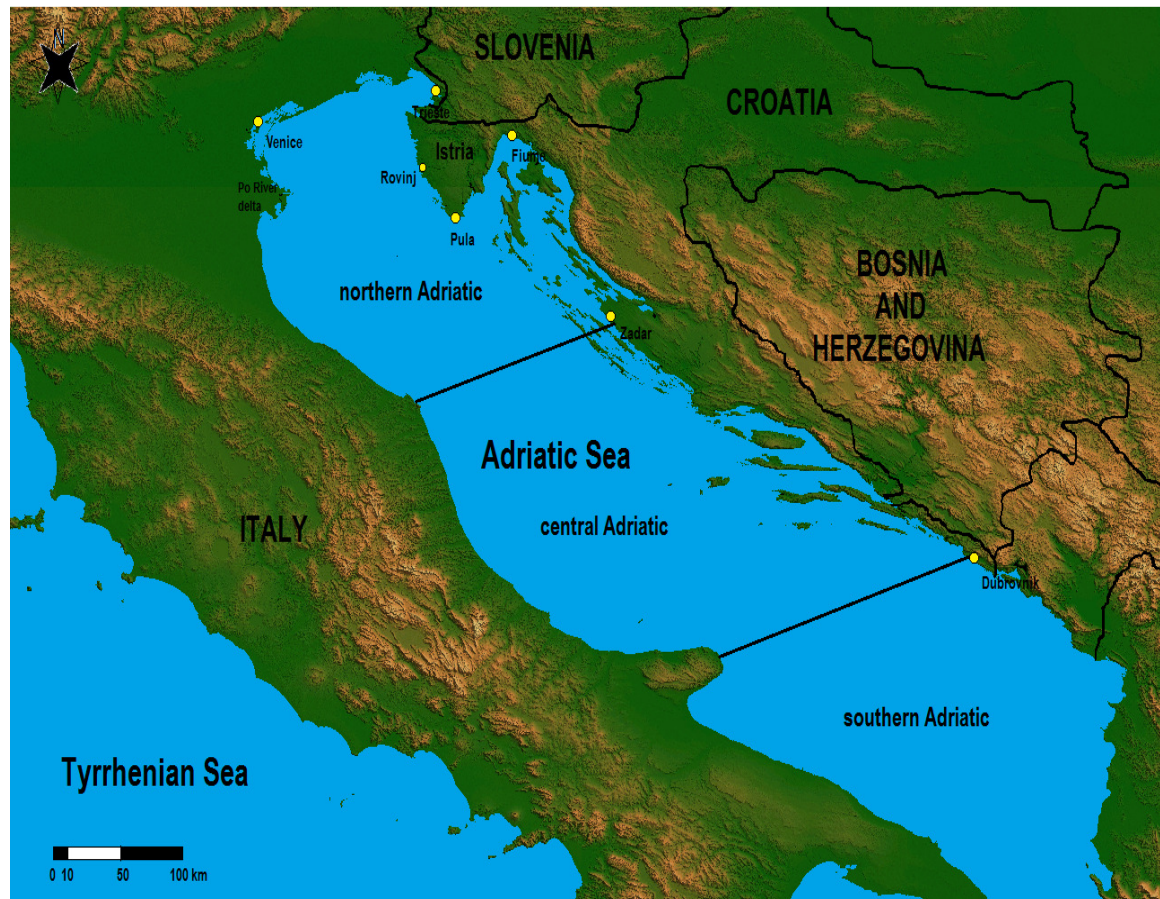 N
SLOVENIA
CROATIA
Trieste
Venice
Istria
Fiume
Rovinj
Po River
delta
Pula
northern Adriatic
Zadar
BOSNIA
AND
HERZEGOVINA
Adriatic Sea
central Adriatic
ITALY
Dubrovnik
southern Adriatic
Tyrrhenian Sea
0 10 50 100 km